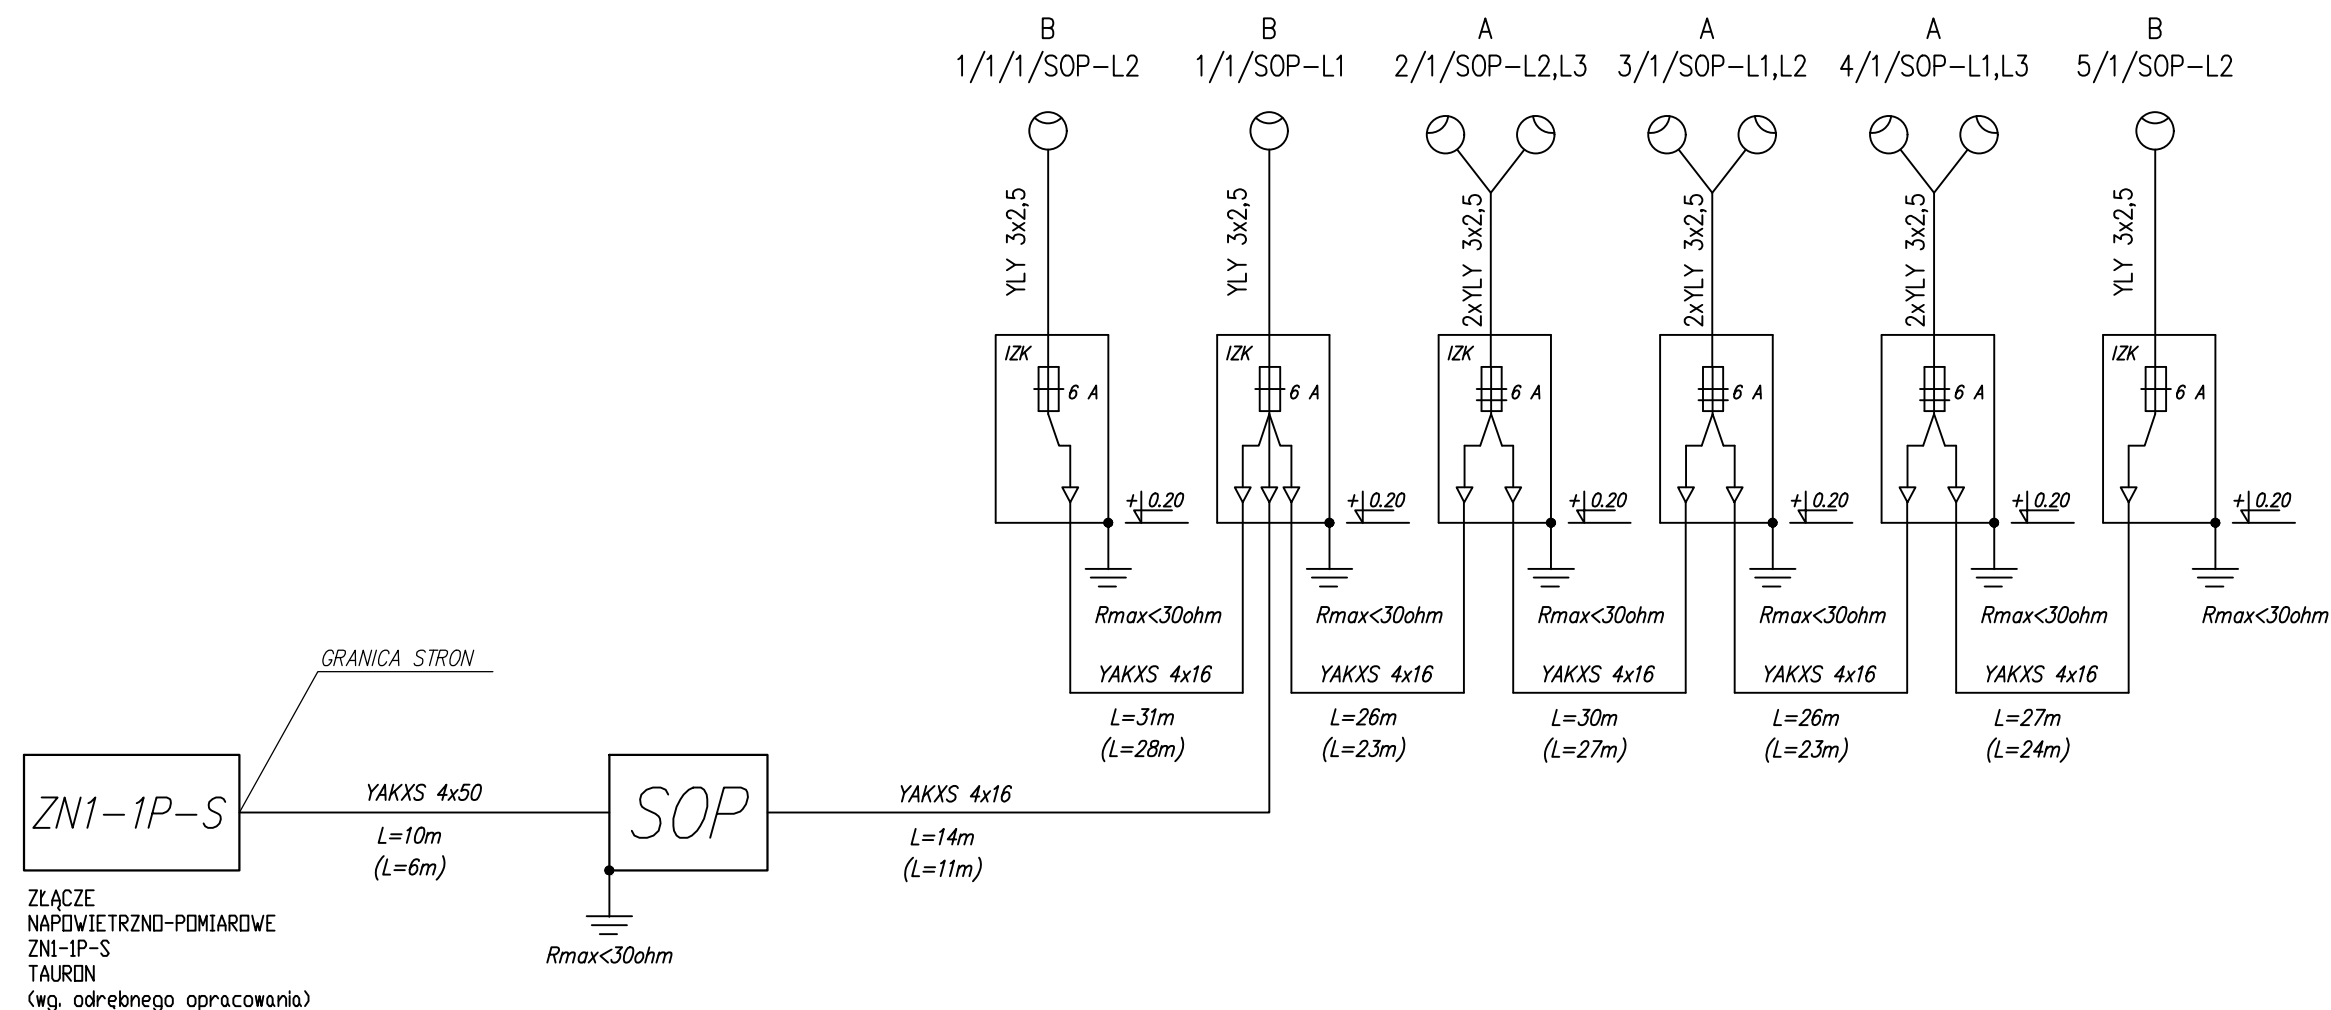 B
1/1/1/SOP-L2
B
1/1/SOP-L1
A
2/1/SOP-L2,L3
A
3/1/SOP-L1,L2
A
4/1/SOP-L1,L3
B
5/1/SOP-L2
YLY 3x2,5
YLY 3x2,5
2xYLY 3x2,5
2xYLY 3x2,5
2xYLY 3x2,5
YLY 3x2,5
IZK
6 A
IZK
6 A
IZK
6 A
6 A
6 A
IZK
6 A
+0.20
+0.20
+0.20
+0.20
+0.20
+0.20
Rmax<30ohm
Rmax<30ohm
Rmax<30ohm
Rmax<30ohm
Rmax<30ohm
Rmax<30ohm
YAKXS 4x16
L=31m
(L=28m)
YAKXS 4x16
L=26m
(L=23m)
YAKXS 4x16
L=30m
(L=27m)
YAKXS 4x16
L=26m
(L=23m)
YAKXS 4x16
L=27m
(L=24m)
GRANICA STRON
ZN1-1P-S
YAKXS 4x50
L=10m
(L=6m)
SOP
YAKXS 4x16
L=14m
(L=11m)
Rmax<30ohm
ZŁĄCZE
NAPOWIETRZNO-POMIAROWE
ZN1-1P-S
TAURON
(wg. odrębnego opracowania)